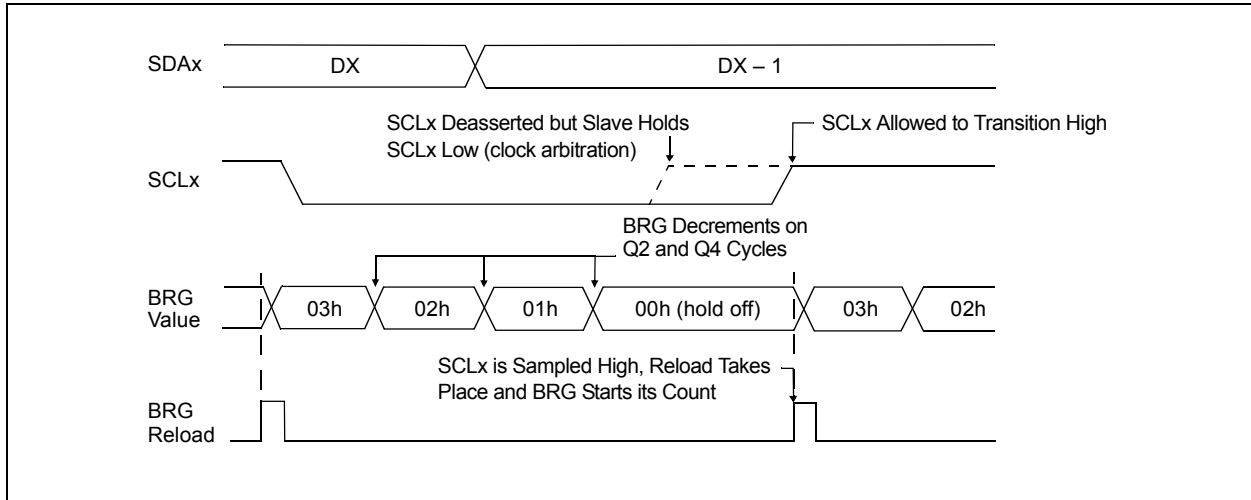 SDAx
DX
DX – 1
SCLx Deasserted but Slave Holds
SCLx Low (clock arbitration)
SCLx Allowed to Transition High
SCLx
BRG Decrements on
Q2 and Q4 Cycles
BRG
Value
03h
02h
01h
00h (hold off)
03h
02h
SCLx is Sampled High, Reload Takes
Place and BRG Starts its Count
BRG
Reload